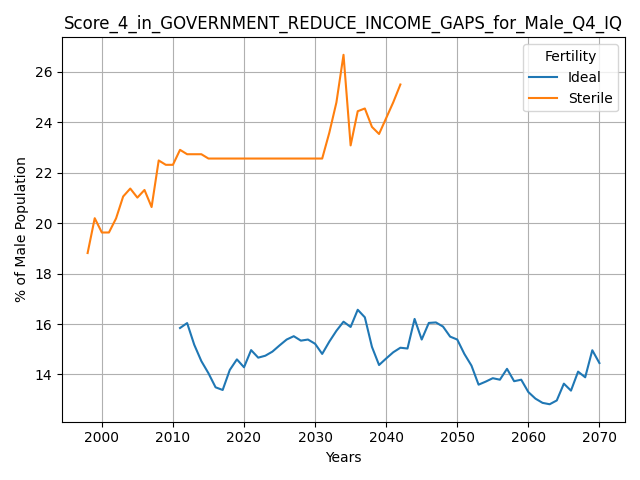 Score_4_in_GOVERNMENT_REDUCE_INCOME_GAPS_for_Male_Q4_IQ
Fertility
Ideal
Sterile
% of Male Population
26
24
22
20
18
16
14
2000
2010
2020
2030
2040
2050
2060
2070
Years